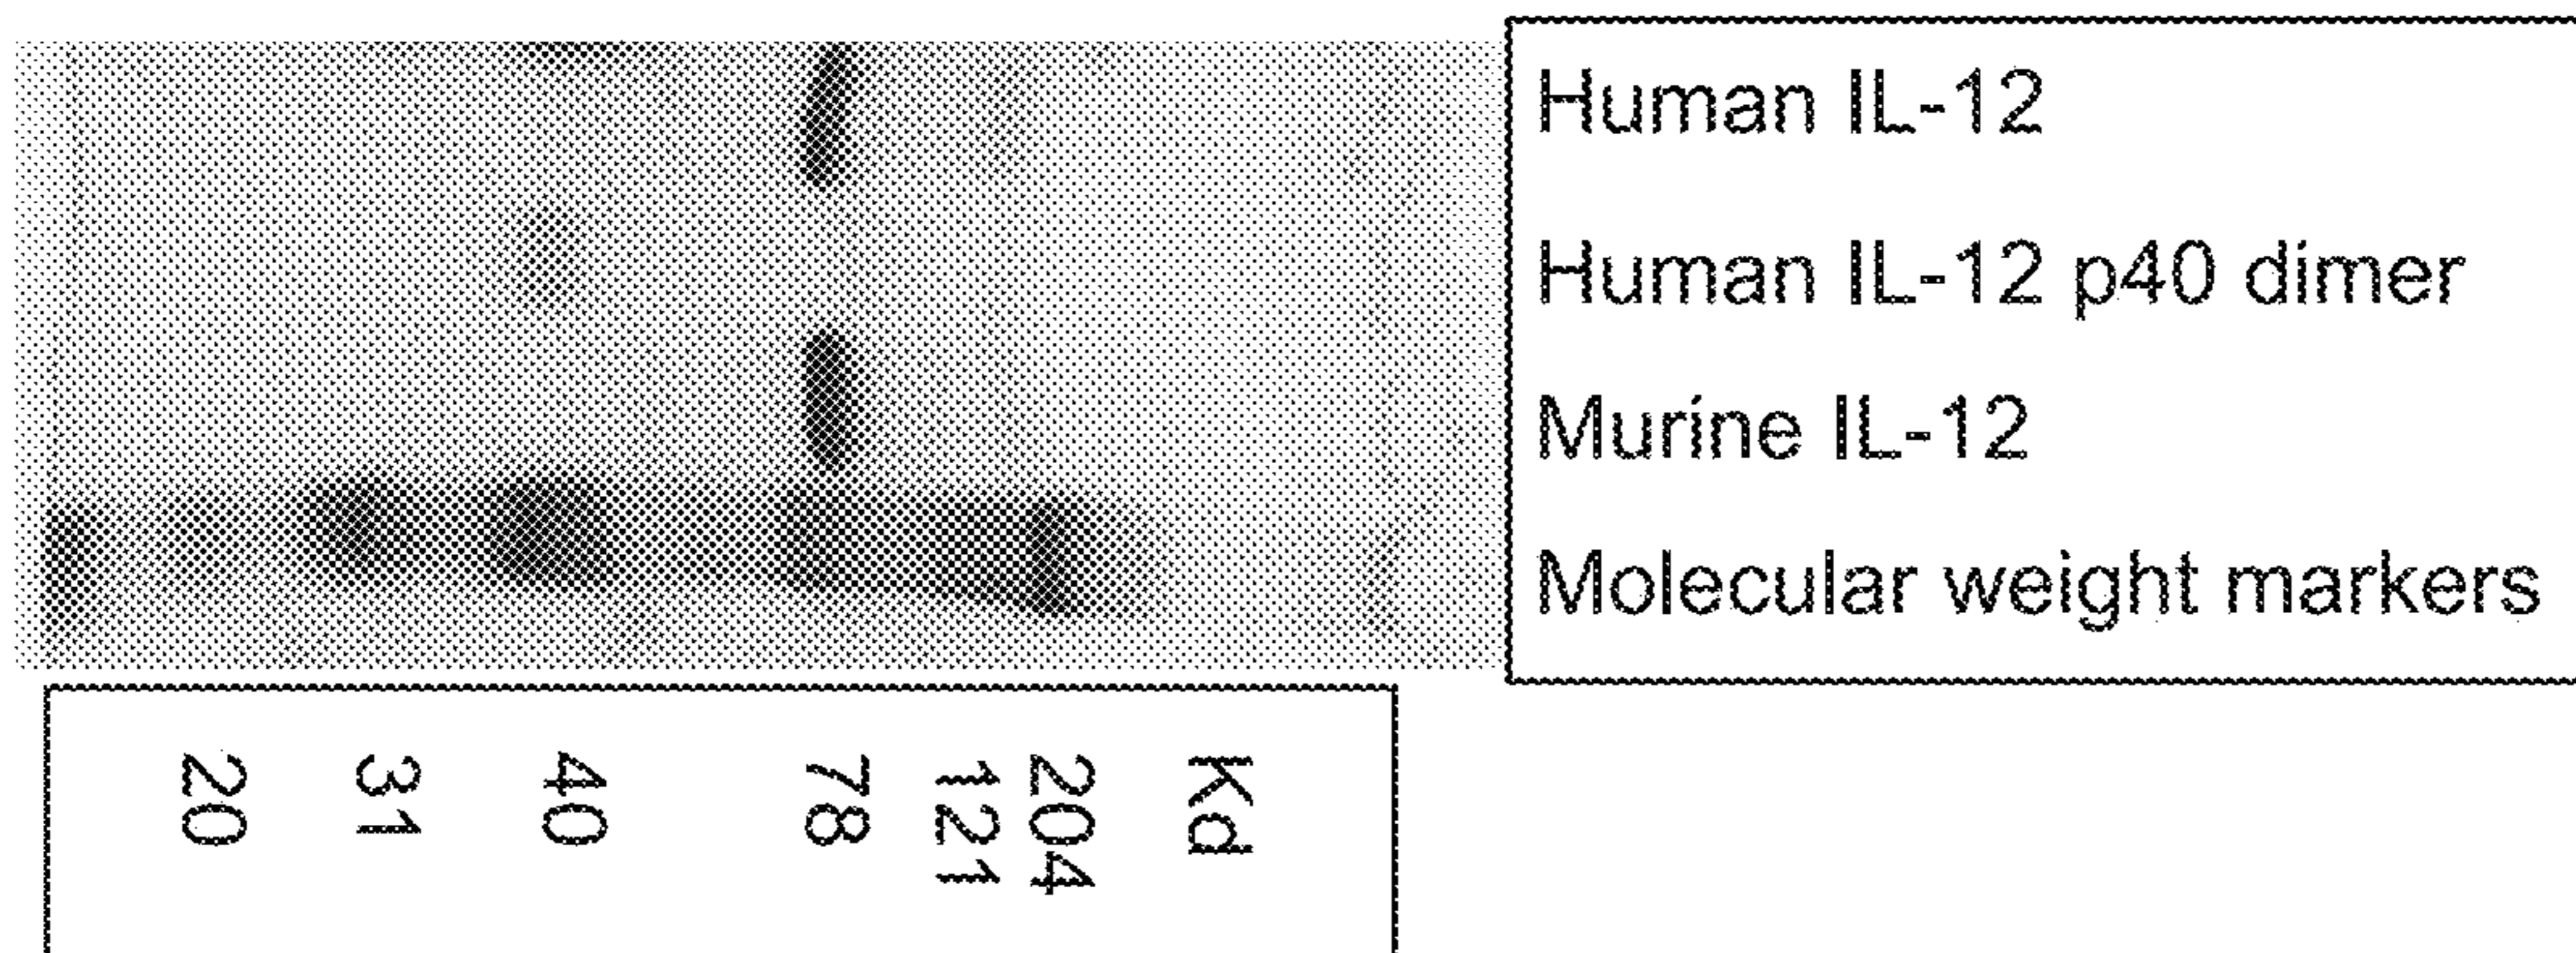 Human IL-12
Human IL-12 p40 dimer
Murine IL-12
Molecular weight markers
20
31
40
78
121
204
Kd